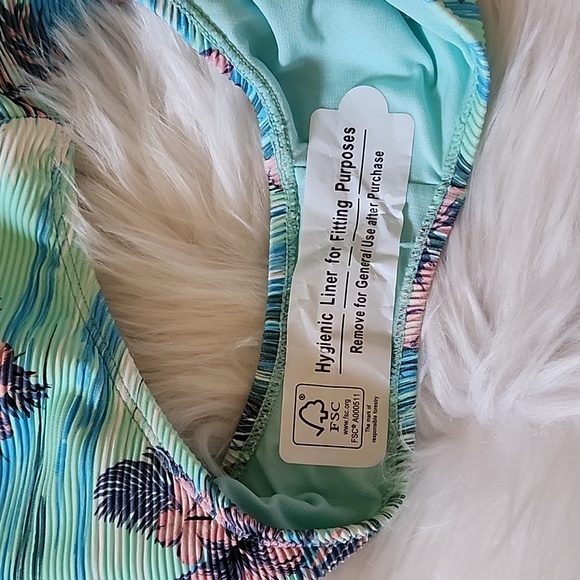 Hygienic Liner for Fitting Purposes
Remove for General Use after Purchase
®
FSC
www.fsc.org
FSC® A000511
The mark of
responsible forestry